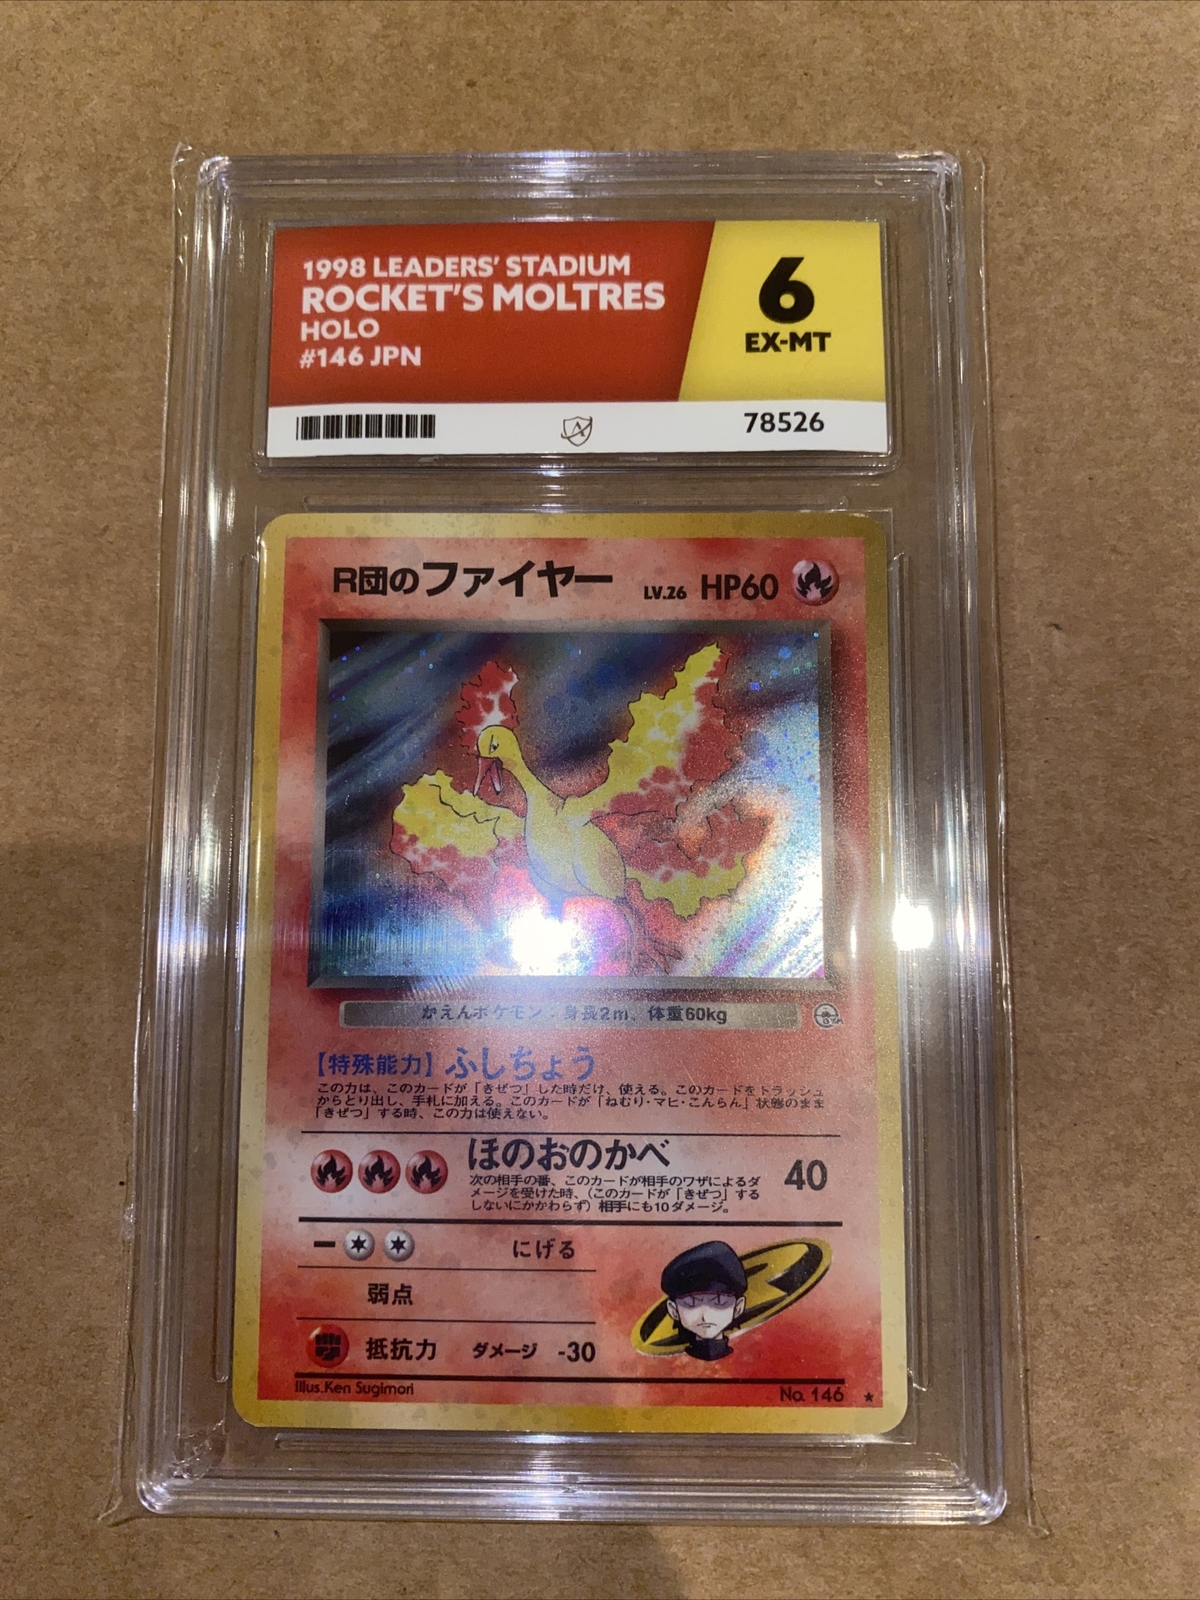 1998 LEADERS' STADIUM
ROCKET'S MOLTRES
HOLO
#146 JPN
6
EX-MT
78526
R団のファイヤー LV.26 HP60
かえんポケモン 身長2m、体重60kg
【特殊能力】ふしちょう
この力は、このカードが「きぜつ」した時だけ、使える。このカードをトラッシュ
からとり出し、手札に加える。このカードが「ねむり・マヒ・こんらん」状態のまま
「きぜつ」する時、この力は使えない。
ほのおのかべ 40
次の相手の番、このカードが相手のワザによるダ
メージを受けた時、(このカードが「きぜつ」する
しないにかかわらず)相手にも10ダメージ。
にげる
弱点
抵抗力 ダメージ -30
Illus.Ken Sugimori
No. 146 ★